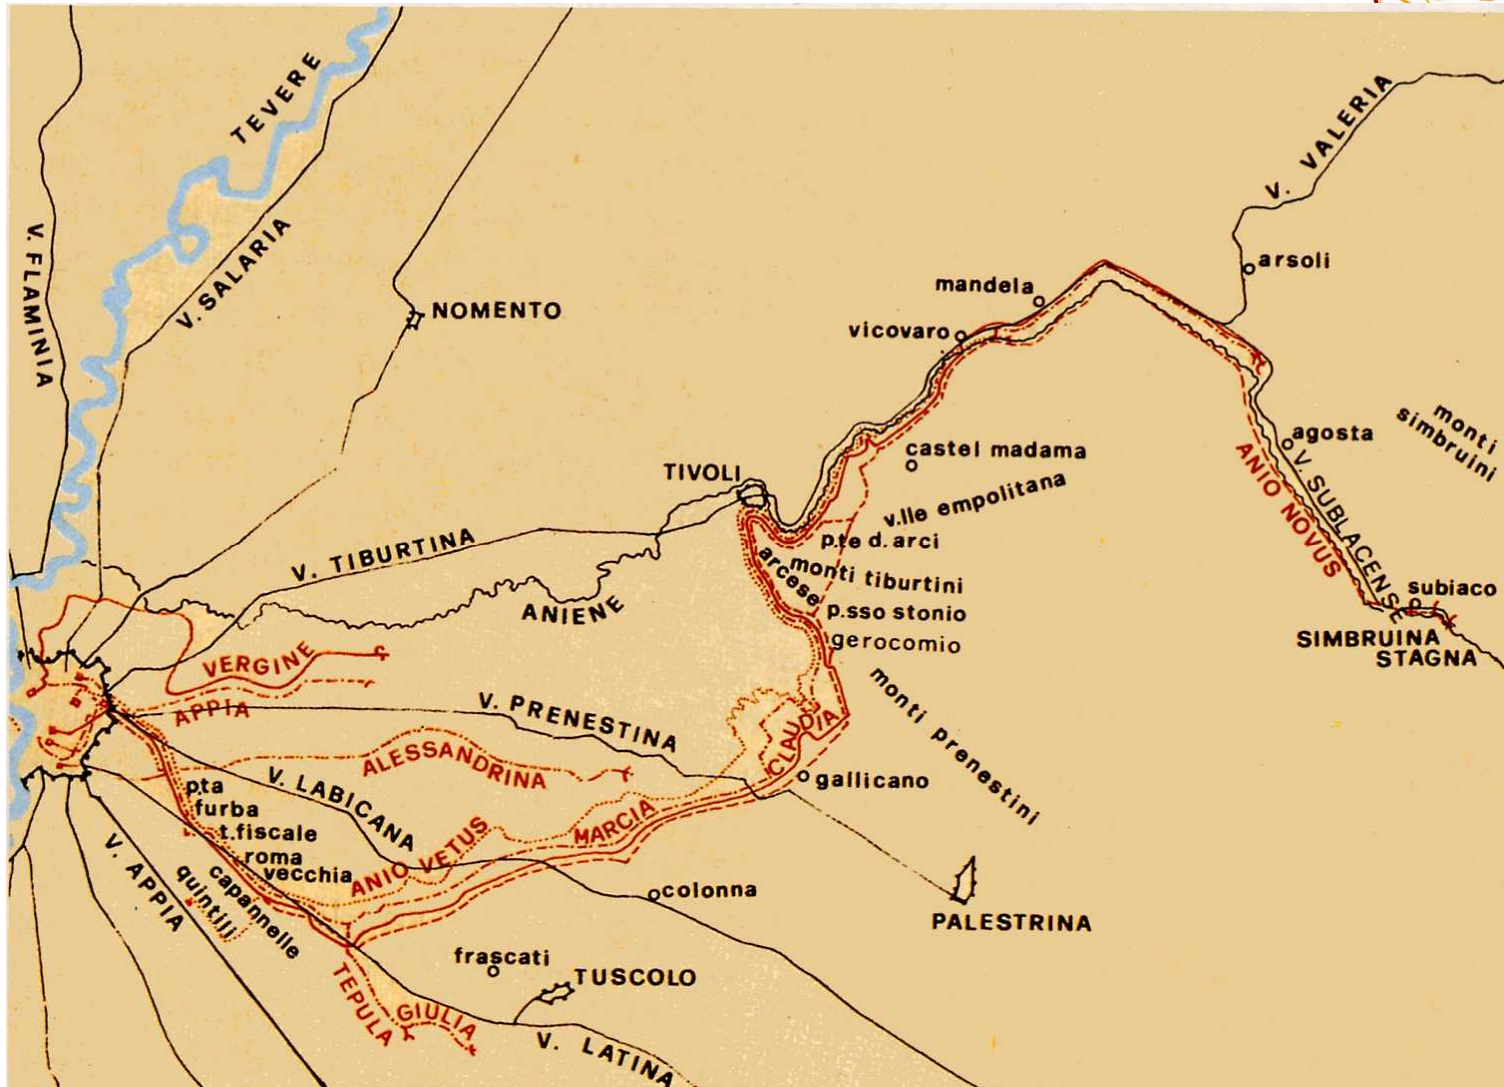 TEVERE
V. FLAMINIA
V. SALARIA
NOMENTO
V. VALERIA
arsoli
mandela
vicovaro
monti
simbruini
agosta
V. SUBLACENSE
ANIO NOVUS
castel madama
TIVOLI
v.lle empolitana
p.te d. arci
V. TIBURTINA
monti tiburtini
arcese
subiaco
ANIENE
p.sso stonio
SIMBRUINA
STAGNA
gerocomio
VERGINE
APPIA
V. PRENESTINA
monti prenestini
CLAUDIA
ALESSANDRINA
gallicano
p.ta
furba
V. LABICANA
t.fiscale
MARCIA
roma
vecchia
ANIO VETUS
V. APPIA
quintili
capannelle
colonna
PALESTRINA
frascati
TUSCOLO
TEPULA
GIULIA
V. LATINA